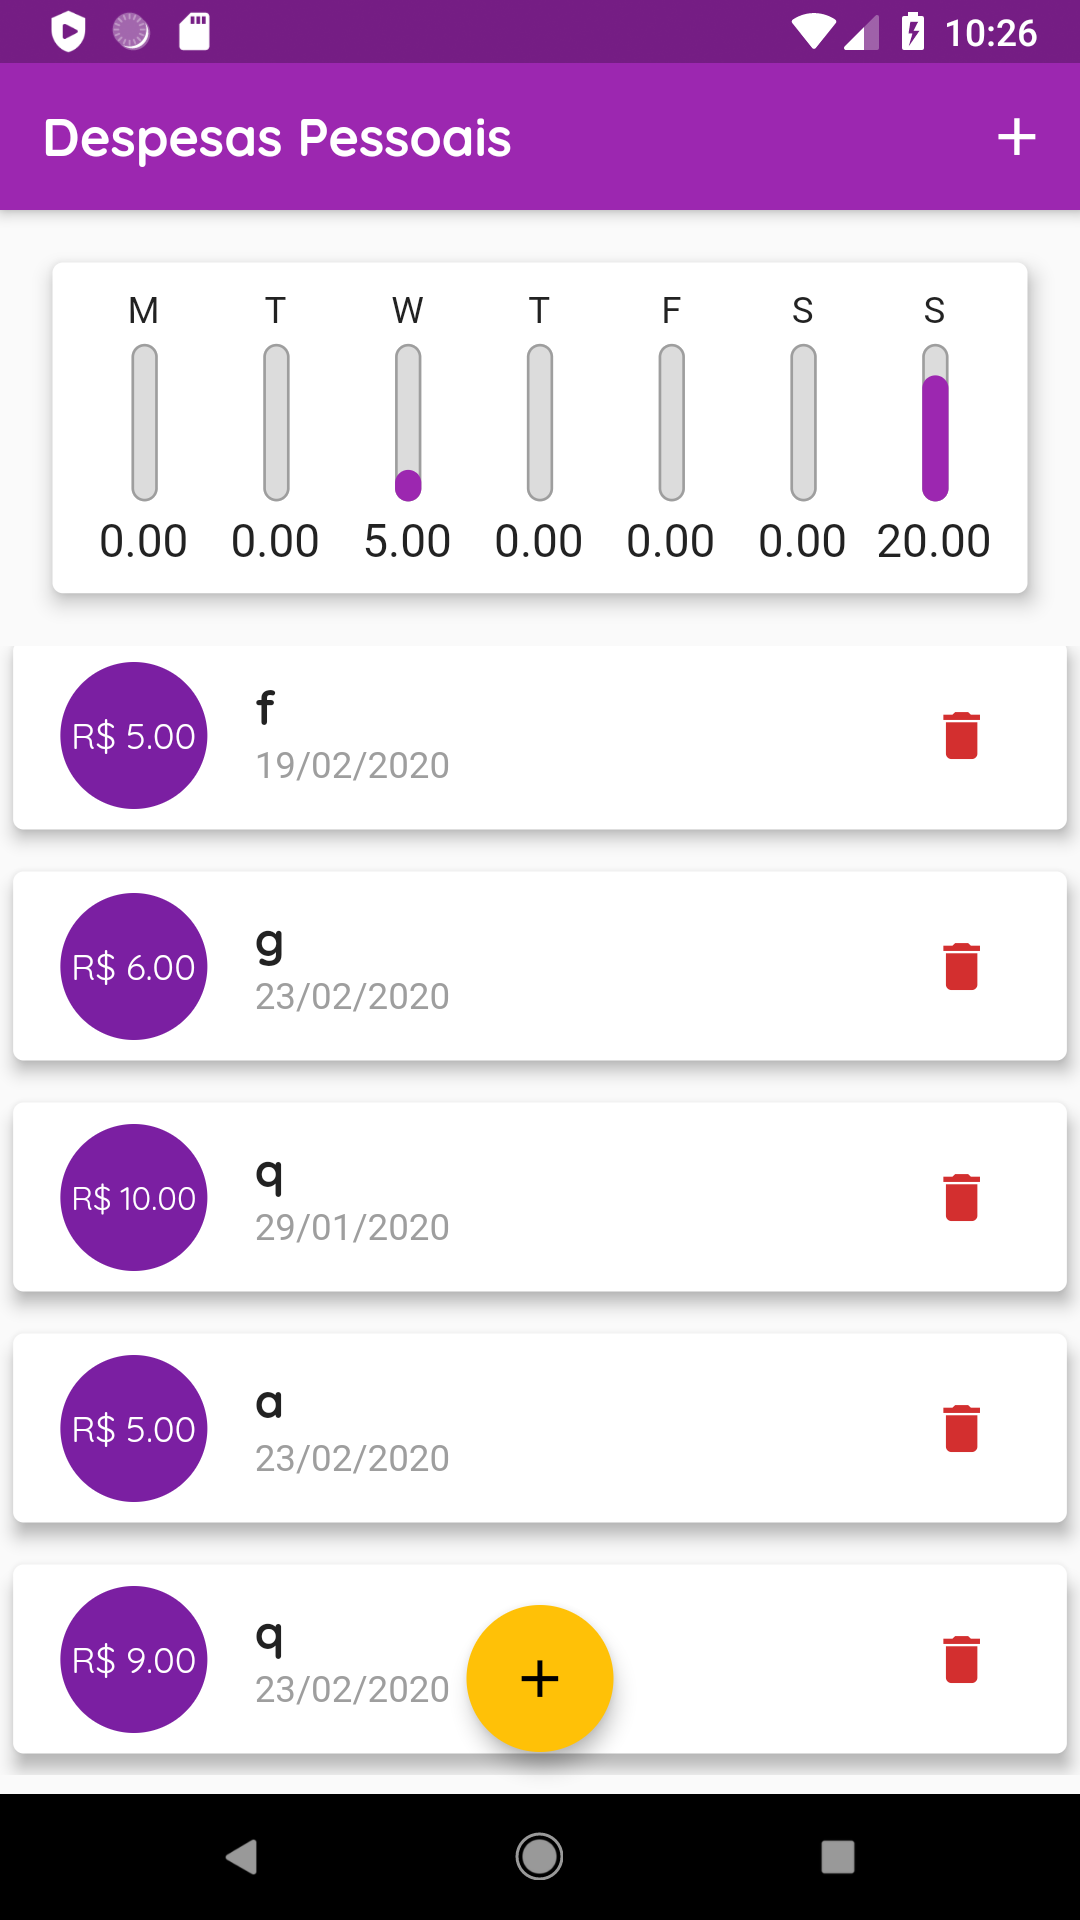 10:26
Despesas Pessoais
M T W T F S S
0.00 0.00 5.00 0.00 0.00 0.00 20.00
R$ 5.00
f
19/02/2020
R$ 6.00
g
23/02/2020
R$ 10.00
q
29/01/2020
R$ 5.00
a
23/02/2020
R$ 9.00
q
23/02/2020